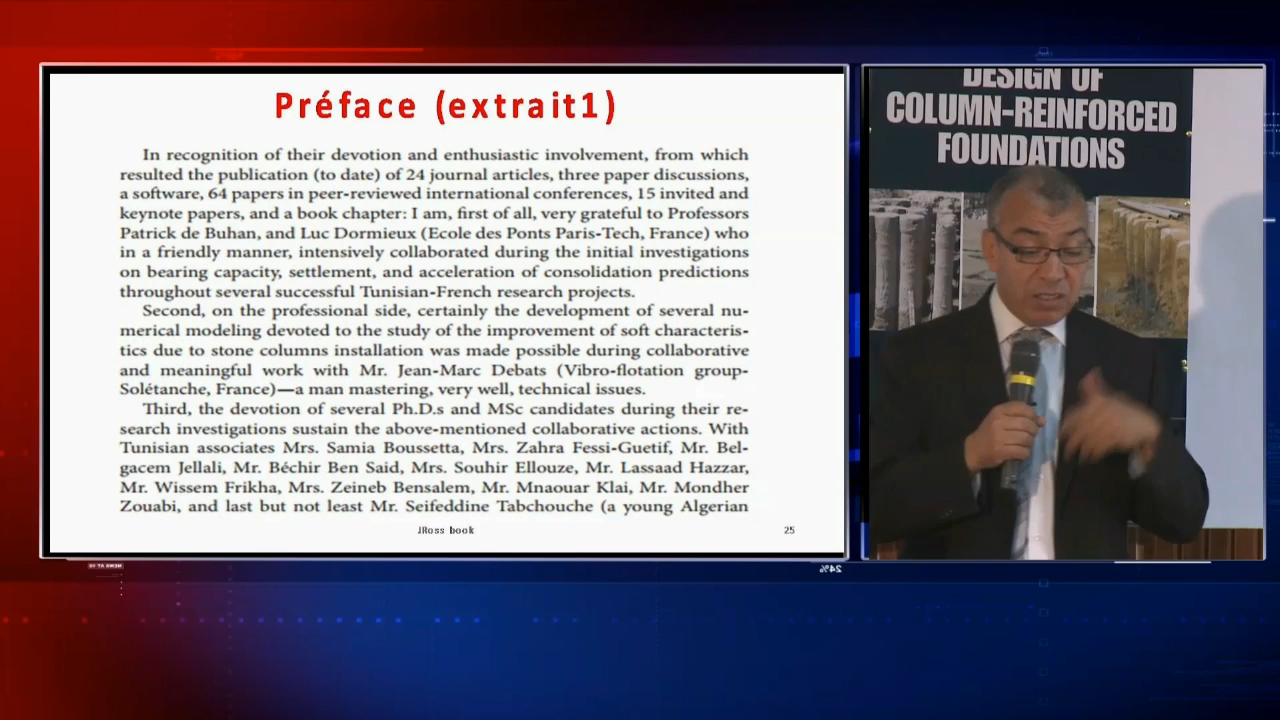 Préface (extrait1)
In recognition of their devotion and enthusiastic involvement, from which
resulted the publication (to date) of 24 journal articles, three paper discussions,
a software, 64 papers in peer-reviewed international conferences, 15 invited and
keynote papers, and a book chapter: I am, first of all, very grateful to Professors
Patrick de Buhan, and Luc Dormieux (Ecole des Ponts Paris-Tech, France) who
in a friendly manner, intensively collaborated during the initial investigations
on bearing capacity, settlement, and acceleration of consolidation predictions
throughout several successful Tunisian-French research projects.
Second, on the professional side, certainly the development of several nu-
merical modeling devoted to the study of the improvement of soft characteris-
tics due to stone columns installation was made possible during collaborative
and meaningful work with Mr. Jean-Marc Debats (Vibro-flotation group-
Solétanche, France)—a man mastering, very well, technical issues.
Third, the devotion of several Ph.D.s and MSc candidates during their re-
search investigations sustain the above-mentioned collaborative actions. With
Tunisian associates Mrs. Samia Boussetta, Mrs. Zahra Fessi-Guetif, Mr. Bel-
gacem Jellali, Mr. Béchir Ben Said, Mrs. Souhir Ellouze, Mr. Lassaad Hazzar,
Mr. Wissem Frikha, Mrs. Zeineb Bensalem, Mr. Mnaouar Klai, Mr. Mondher
Zouabi, and last but not least Mr. Seifeddine Tabchouche (a young Algerian
JRoss book
25
DESIGN OF
COLUMN-REINFORCED
FOUNDATIONS
24%